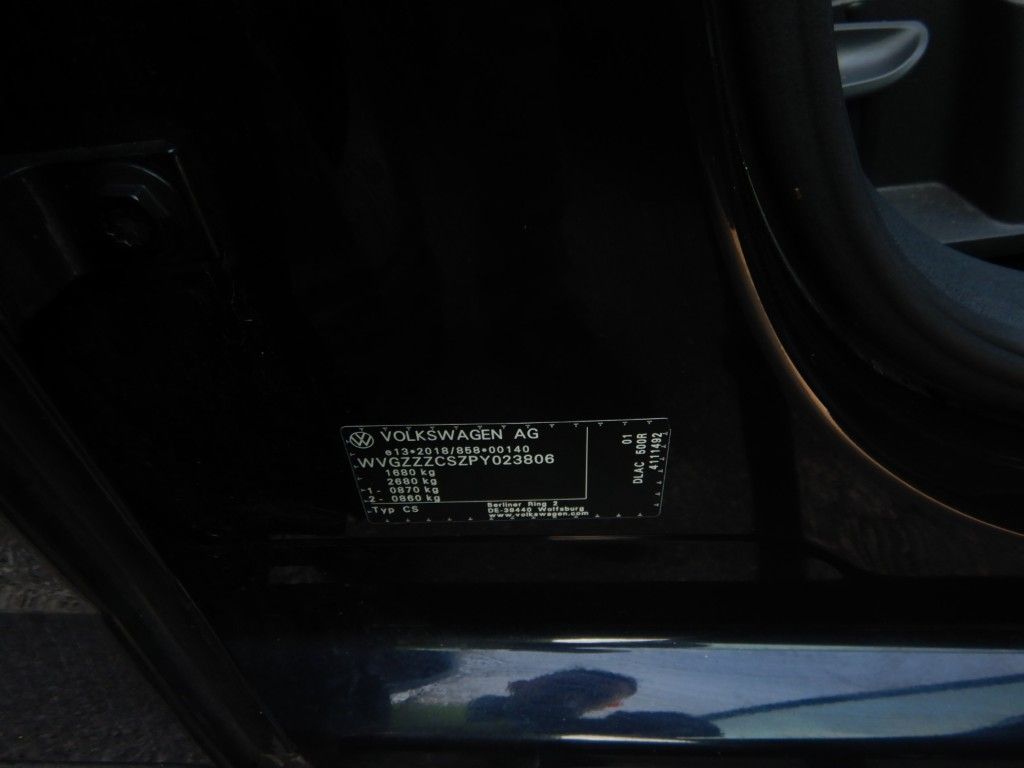 VOLKSWAGEN AG
e13*2018/858*00140
WVGZZZCSZPY023806
1680 kg
2680 kg
1- 0870 kg
2- 0860 kg
Typ CS
Berliner Ring 2
DE-38440 Wolfsburg
www.volkswagen.com
01
DLAC 500R
4111492